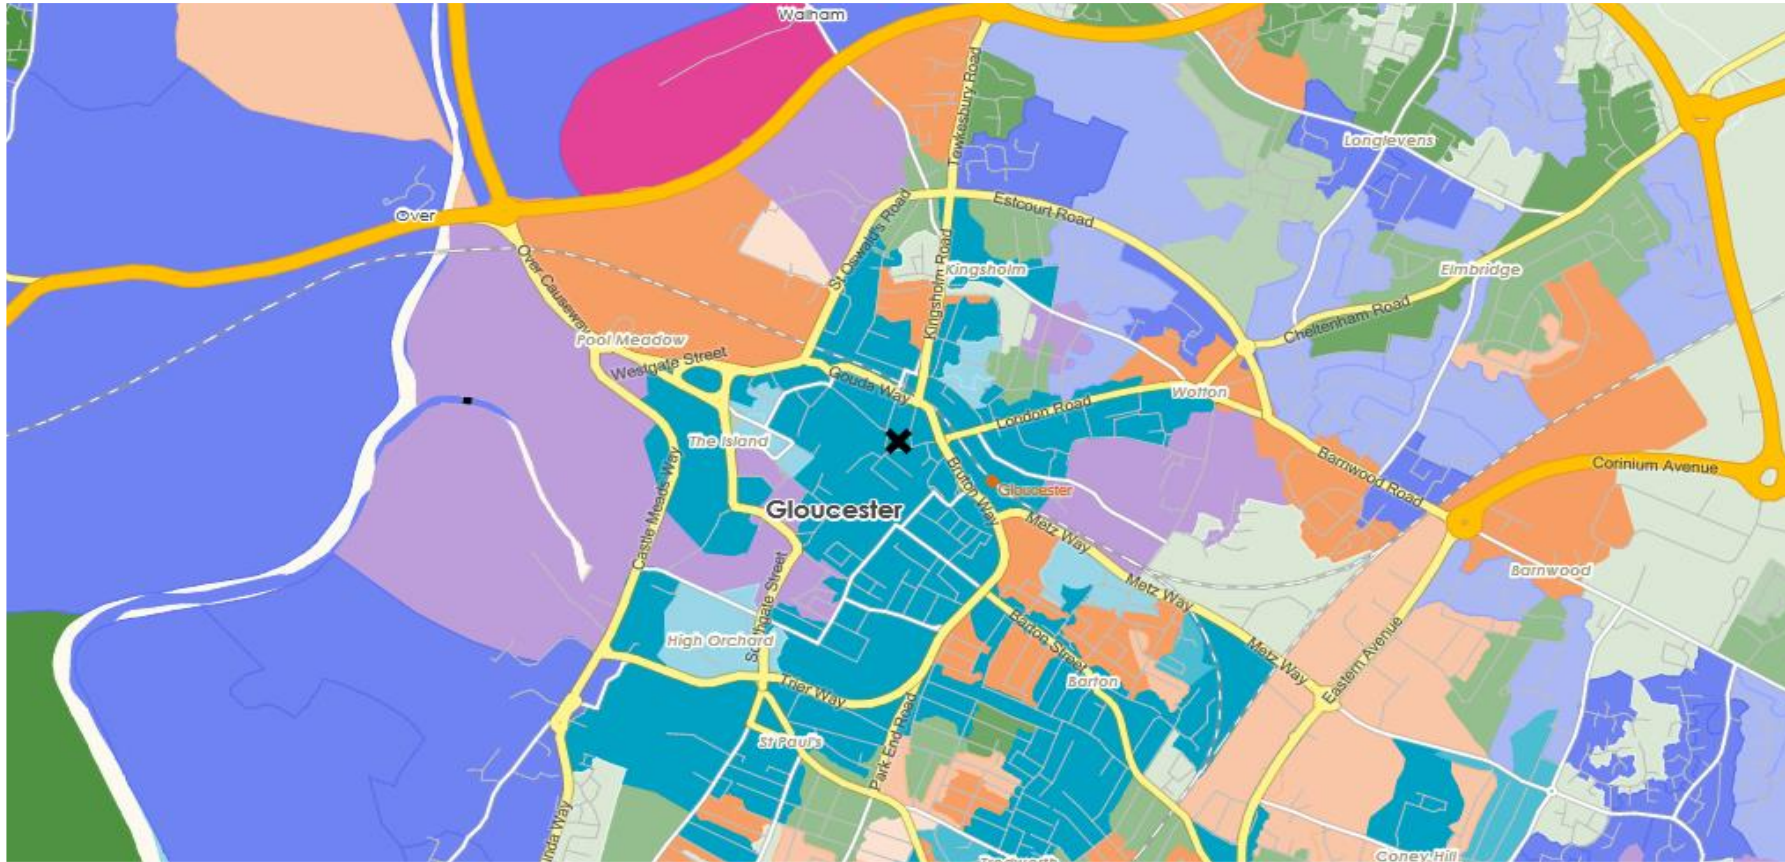 Walham
Tewkesbury Road
Longlevens
Over
Estcourt Road
St Oswald's Road
Over Causeway
Kingsholm
Kingsholm Road
Elmbridge
Cheltenham Road
Pool Meadow
Westgate Street
Gouda Way
Wotton
London Road
The Island
Barnwood Road
Corinium Avenue
Castle Meads Way
Bruton Way
Gloucester
Gloucester
Metz Way
Barnwood
Metz Way
High Orchard
Southgate Street
Barton Street
Metz Way
Eastern Avenue
Trier Way
Barton
St Paul's
Park End Road
Tredworth
Coney Hill